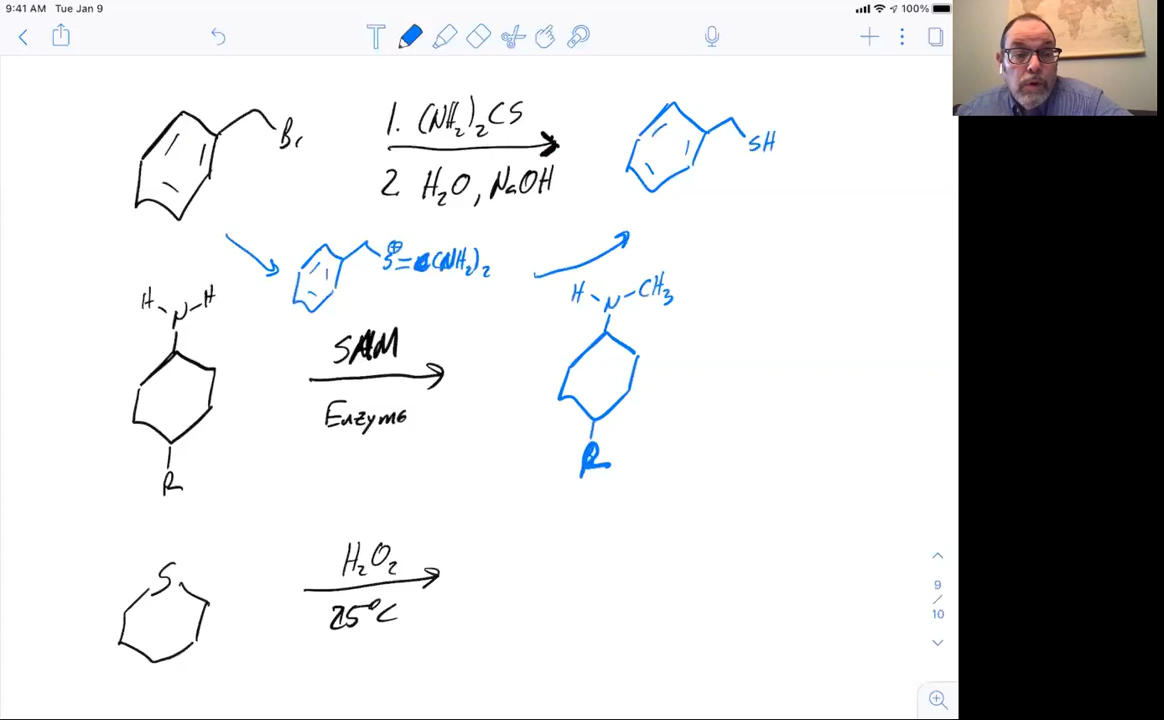 9:41 AM Tue Jan 9
100%
T
Br
1. (NH₂)₂CS
2. H₂O, NaOH
SH
S⊕=C(NH₂)₂
H N H
SAM
Enzyme
R
H N CH₃
R
S
H₂O₂
25°C
9
/
10